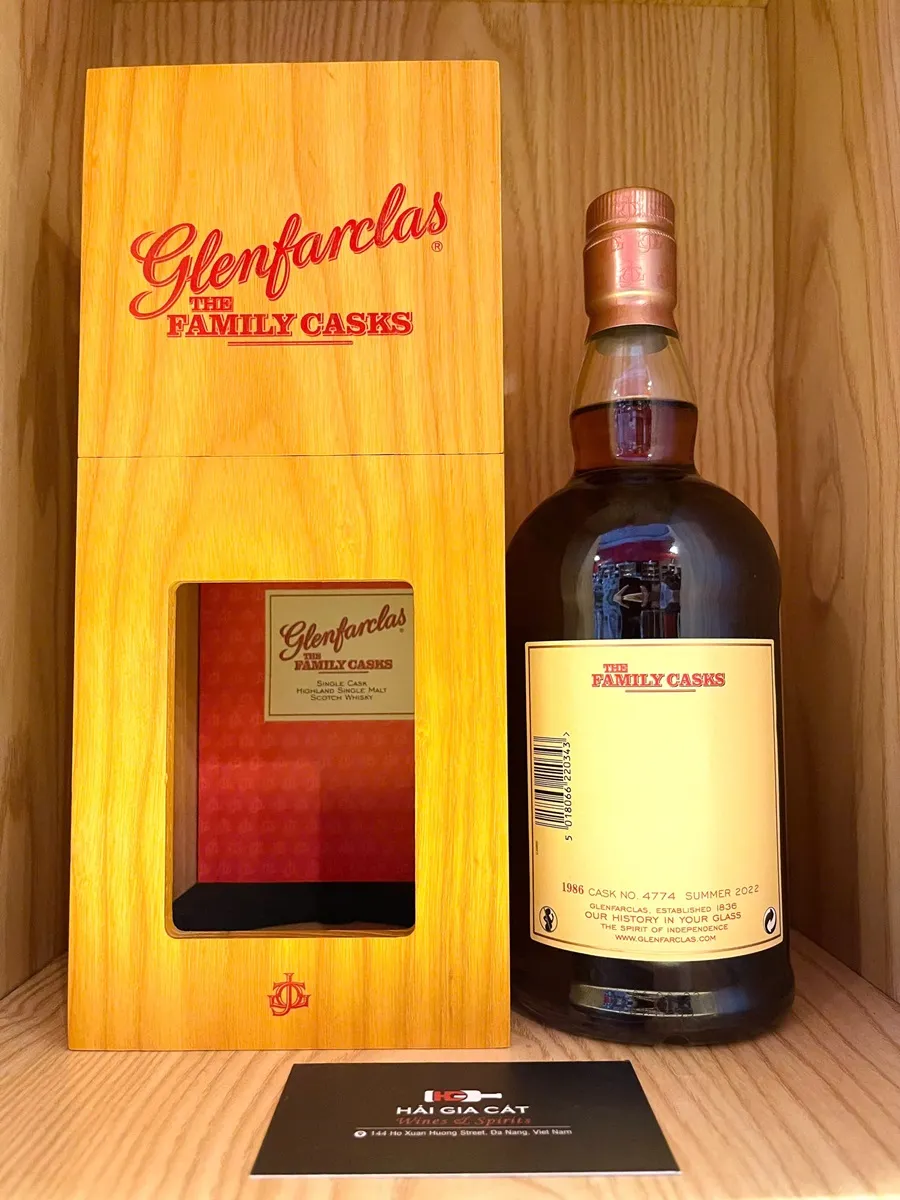 Glenfarclas®
THE
FAMILY CASKS
Glenfarclas®
THE
FAMILY CASKS
SINGLE CASK
HIGHLAND SINGLE MALT
SCOTCH WHISKY
THE
FAMILY CASKS
5 018066 220343 >
1986 CASK NO. 4774 SUMMER 2022
GLENFARCLAS, ESTABLISHED 1836
OUR HISTORY IN YOUR GLASS
THE SPIRIT OF INDEPENDENCE
WWW.GLENFARCLAS.COM
HẢI GIA CÁT
Wines & Spirits
144 Ho Xuan Huong Street, Da Nang, Viet Nam